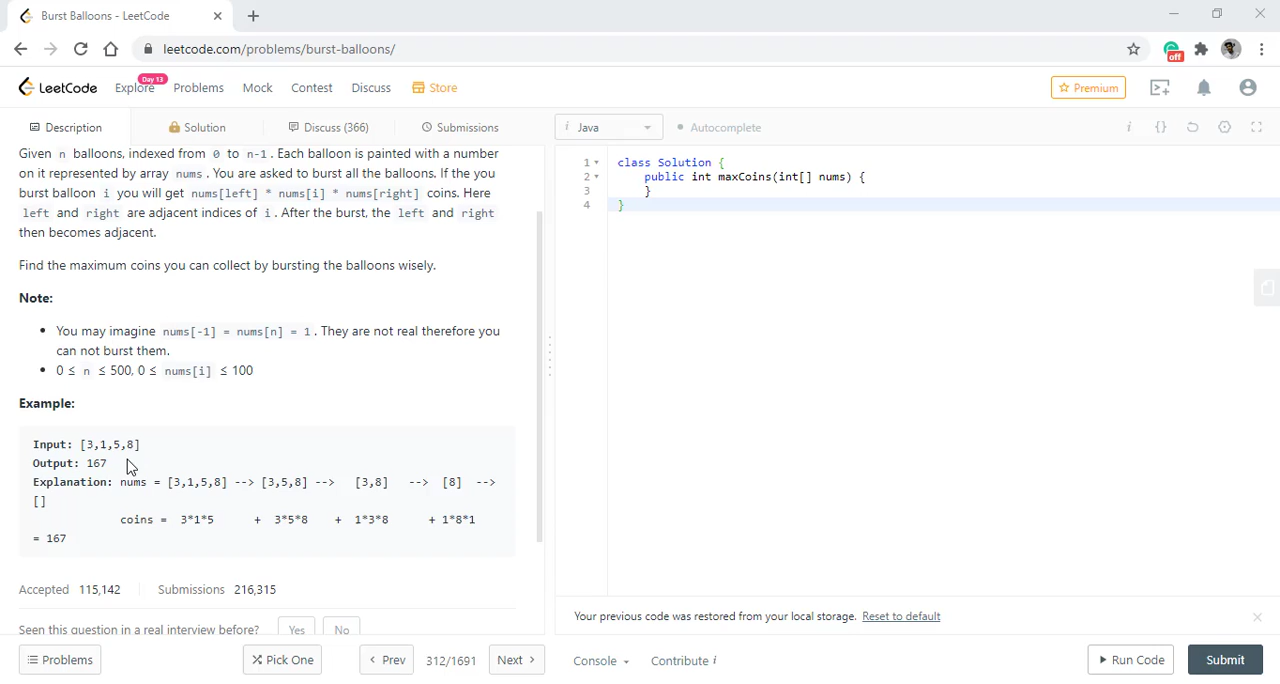 Burst Balloons - LeetCode
leetcode.com/problems/burst-balloons/
off
LeetCode
Explore
Day 13
Problems
Mock
Contest
Discuss
Store
Premium
Description
Solution
Discuss (366)
Submissions
i Java
Autocomplete
i
{}
Given n balloons, indexed from 0 to n-1. Each balloon is painted with a number
on it represented by array nums. You are asked to burst all the balloons. If the you
burst balloon i you will get nums[left] * nums[i] * nums[right] coins. Here
left and right are adjacent indices of i. After the burst, the left and right
then becomes adjacent.
Find the maximum coins you can collect by bursting the balloons wisely.
Note:
• You may imagine nums[-1] = nums[n] = 1. They are not real therefore you
can not burst them.
• 0 ≤ n ≤ 500, 0 ≤ nums[i] ≤ 100
Example:
Input: [3,1,5,8]
Output: 167
Explanation: nums = [3,1,5,8] --> [3,5,8] --> [3,8] --> [8] -->
[]
coins = 3*1*5 + 3*5*8 + 1*3*8 + 1*8*1
= 167
Accepted 115,142 Submissions 216,315
Seen this question in a real interview before? Yes No
1 class Solution {
2 public int maxCoins(int[] nums) {
3 }
4 }
Your previous code was restored from your local storage. Reset to default
Problems
Pick One
Prev
312/1691
Next
Console
Contribute i
Run Code
Submit